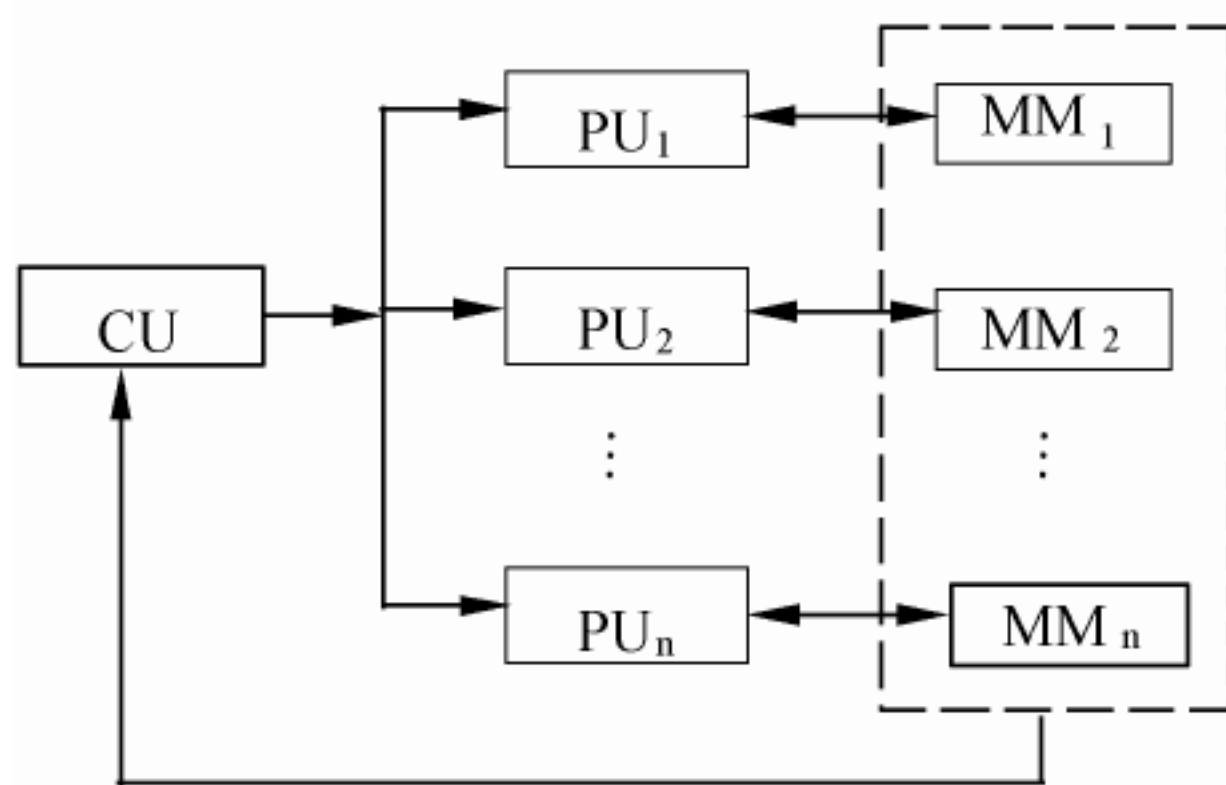 PU₁
MM ₁
CU
PU₂
MM ₂
⋮
⋮
PUₙ
MM ₙ